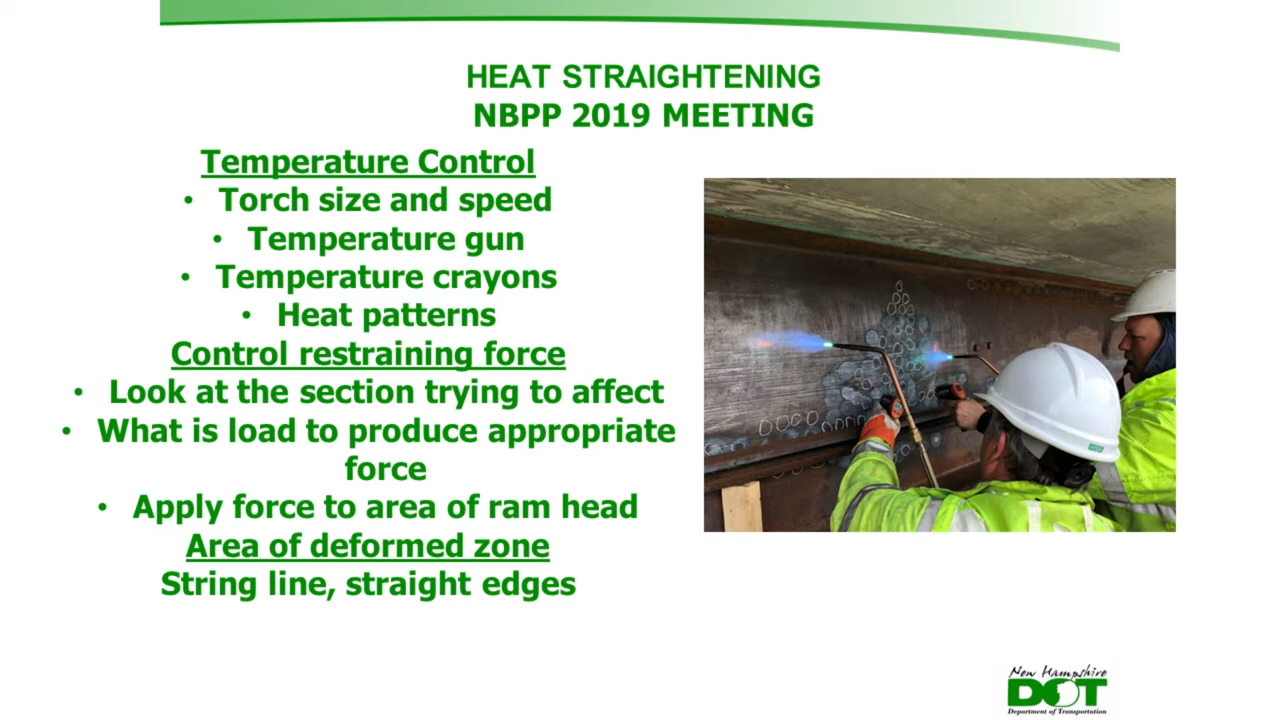 HEAT STRAIGHTENING
NBPP 2019 MEETING
Temperature Control
• Torch size and speed
• Temperature gun
• Temperature crayons
• Heat patterns
Control restraining force
• Look at the section trying to affect
• What is load to produce appropriate
force
• Apply force to area of ram head
Area of deformed zone
String line, straight edges
New Hampshire
DOT
Department of Transportation